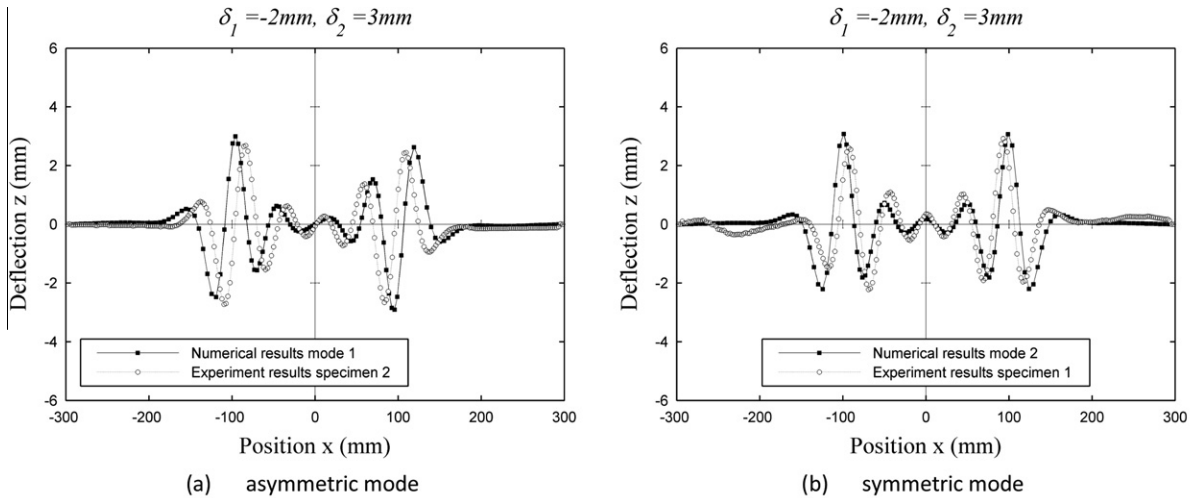 δ1 =-2mm, δ2 =3mm
6
4
2
0
-2
-4
-6
-300 -200 -100 0 100 200 300
Deflection z (mm)
Position x (mm)
Numerical results mode 1
Experiment results specimen 2
(a) asymmetric mode
δ1 =-2mm, δ2 =3mm
6
4
2
0
-2
-4
-6
-300 -200 -100 0 100 200 300
Deflection z (mm)
Position x (mm)
Numerical results mode 2
Experiment results specimen 1
(b) symmetric mode